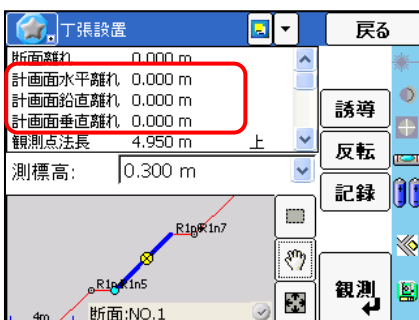 丁張設置
戻る
断面離れ 0.000 m
計画面水平離れ 0.000 m
計画面鉛直離れ 0.000 m
計画面垂直離れ 0.000 m
観測点法長 4.950 m 上
誘導
反転
測標高: 0.300 m
記録
R1n7
R1n5
観測
4m 断面:NO.1